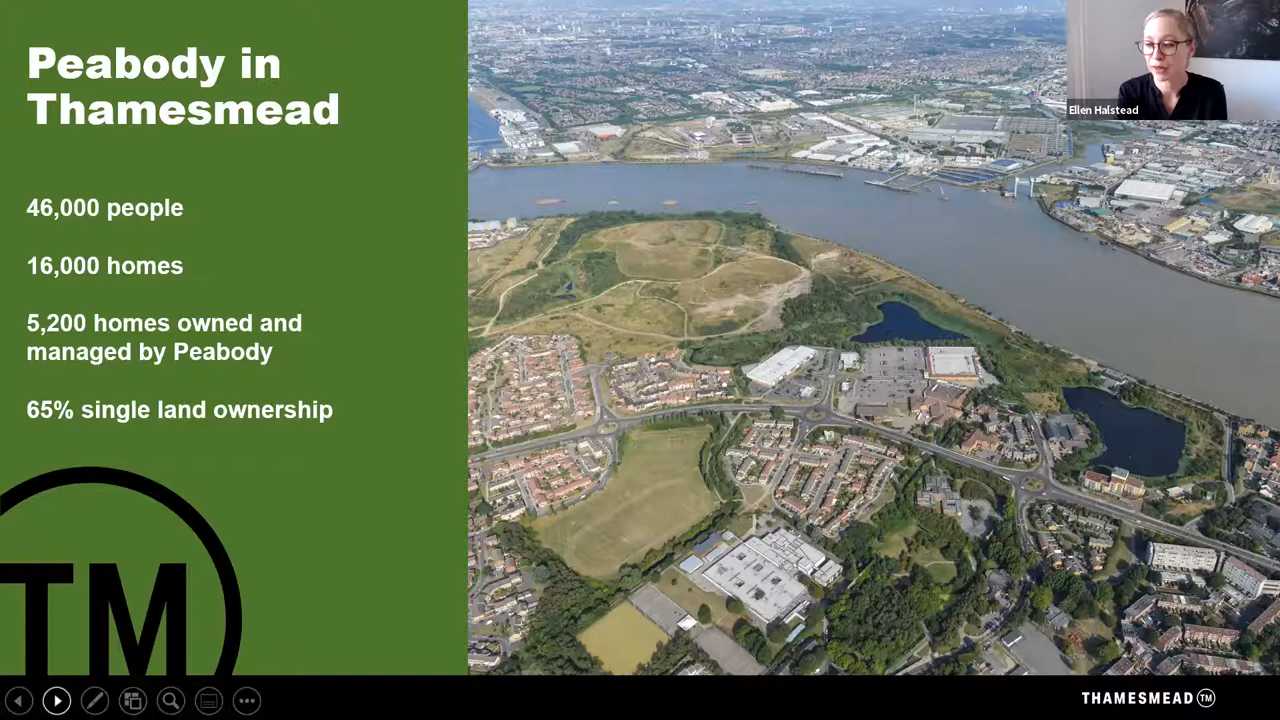 Peabody in
Thamesmead
46,000 people
16,000 homes
5,200 homes owned and
managed by Peabody
65% single land ownership
TM
Ellen Halstead
THAMESMEAD TM